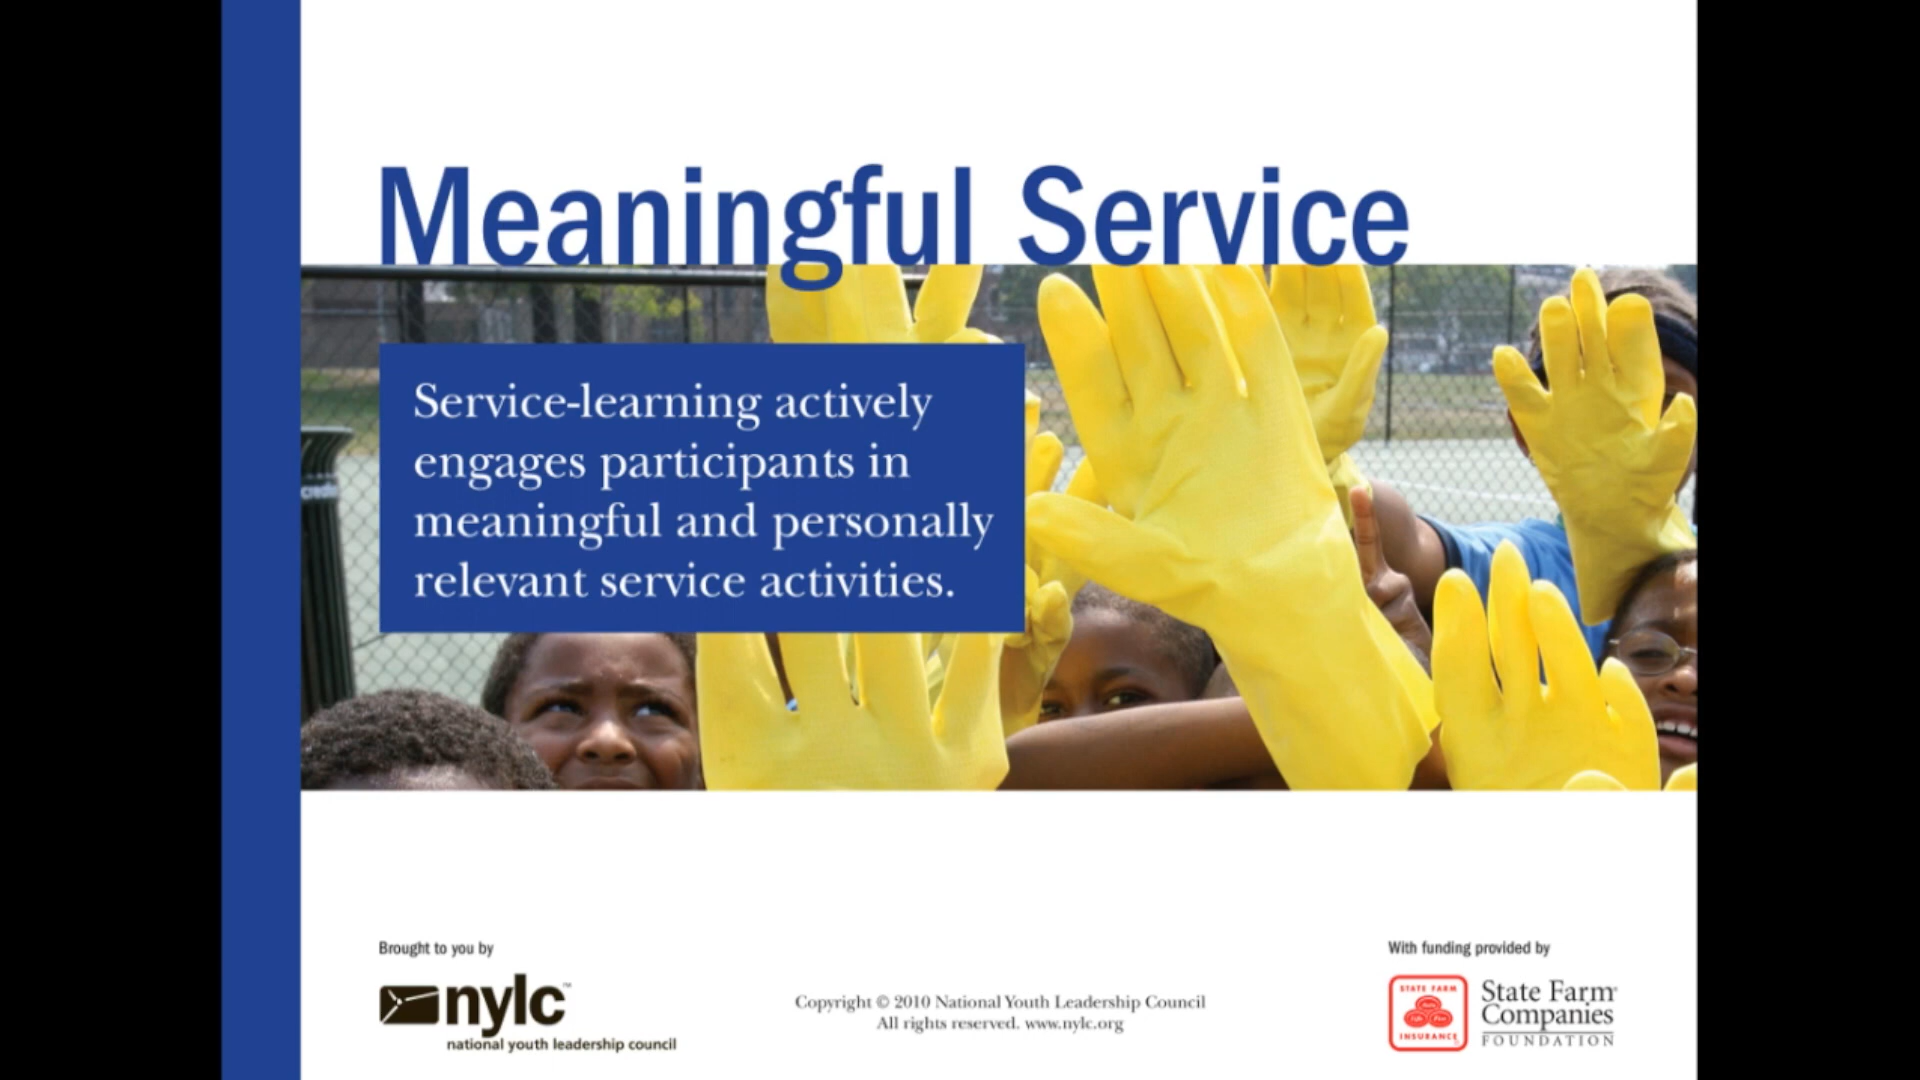 Meaningful Service
Service-learning actively
engages participants in
meaningful and personally
relevant service activities.
Brought to you by
nylc™
national youth leadership council
Copyright © 2010 National Youth Leadership Council
All rights reserved. www.nylc.org
With funding provided by
STATE FARM
INSURANCE
State Farm®
Companies
FOUNDATION